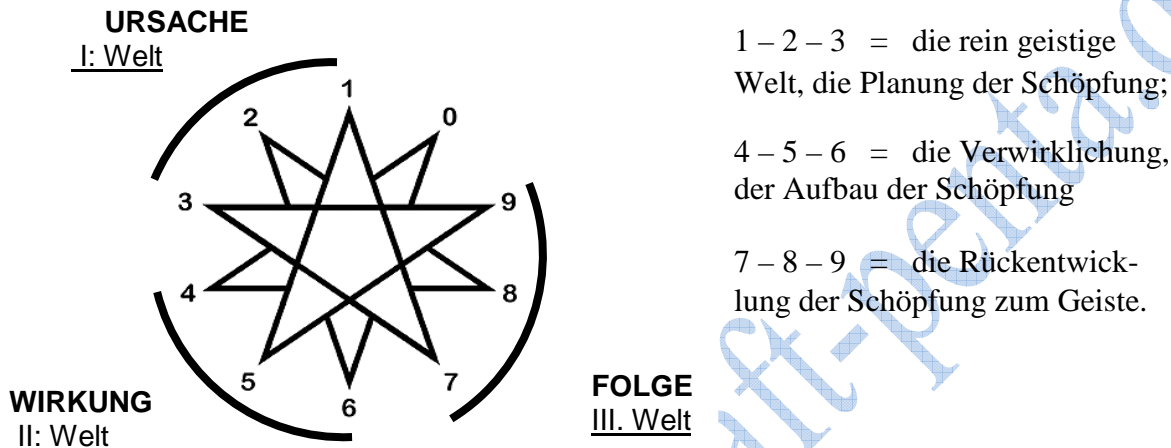 URSACHE
I: Welt
1
2
0
3
9
4
8
5
7
6
WIRKUNG
II: Welt
FOLGE
III. Welt
1 – 2 – 3 = die rein geistige
Welt, die Planung der Schöpfung;
4 – 5 – 6 = die Verwirklichung,
der Aufbau der Schöpfung
7 – 8 – 9 = die Rückentwick-
lung der Schöpfung zum Geiste.